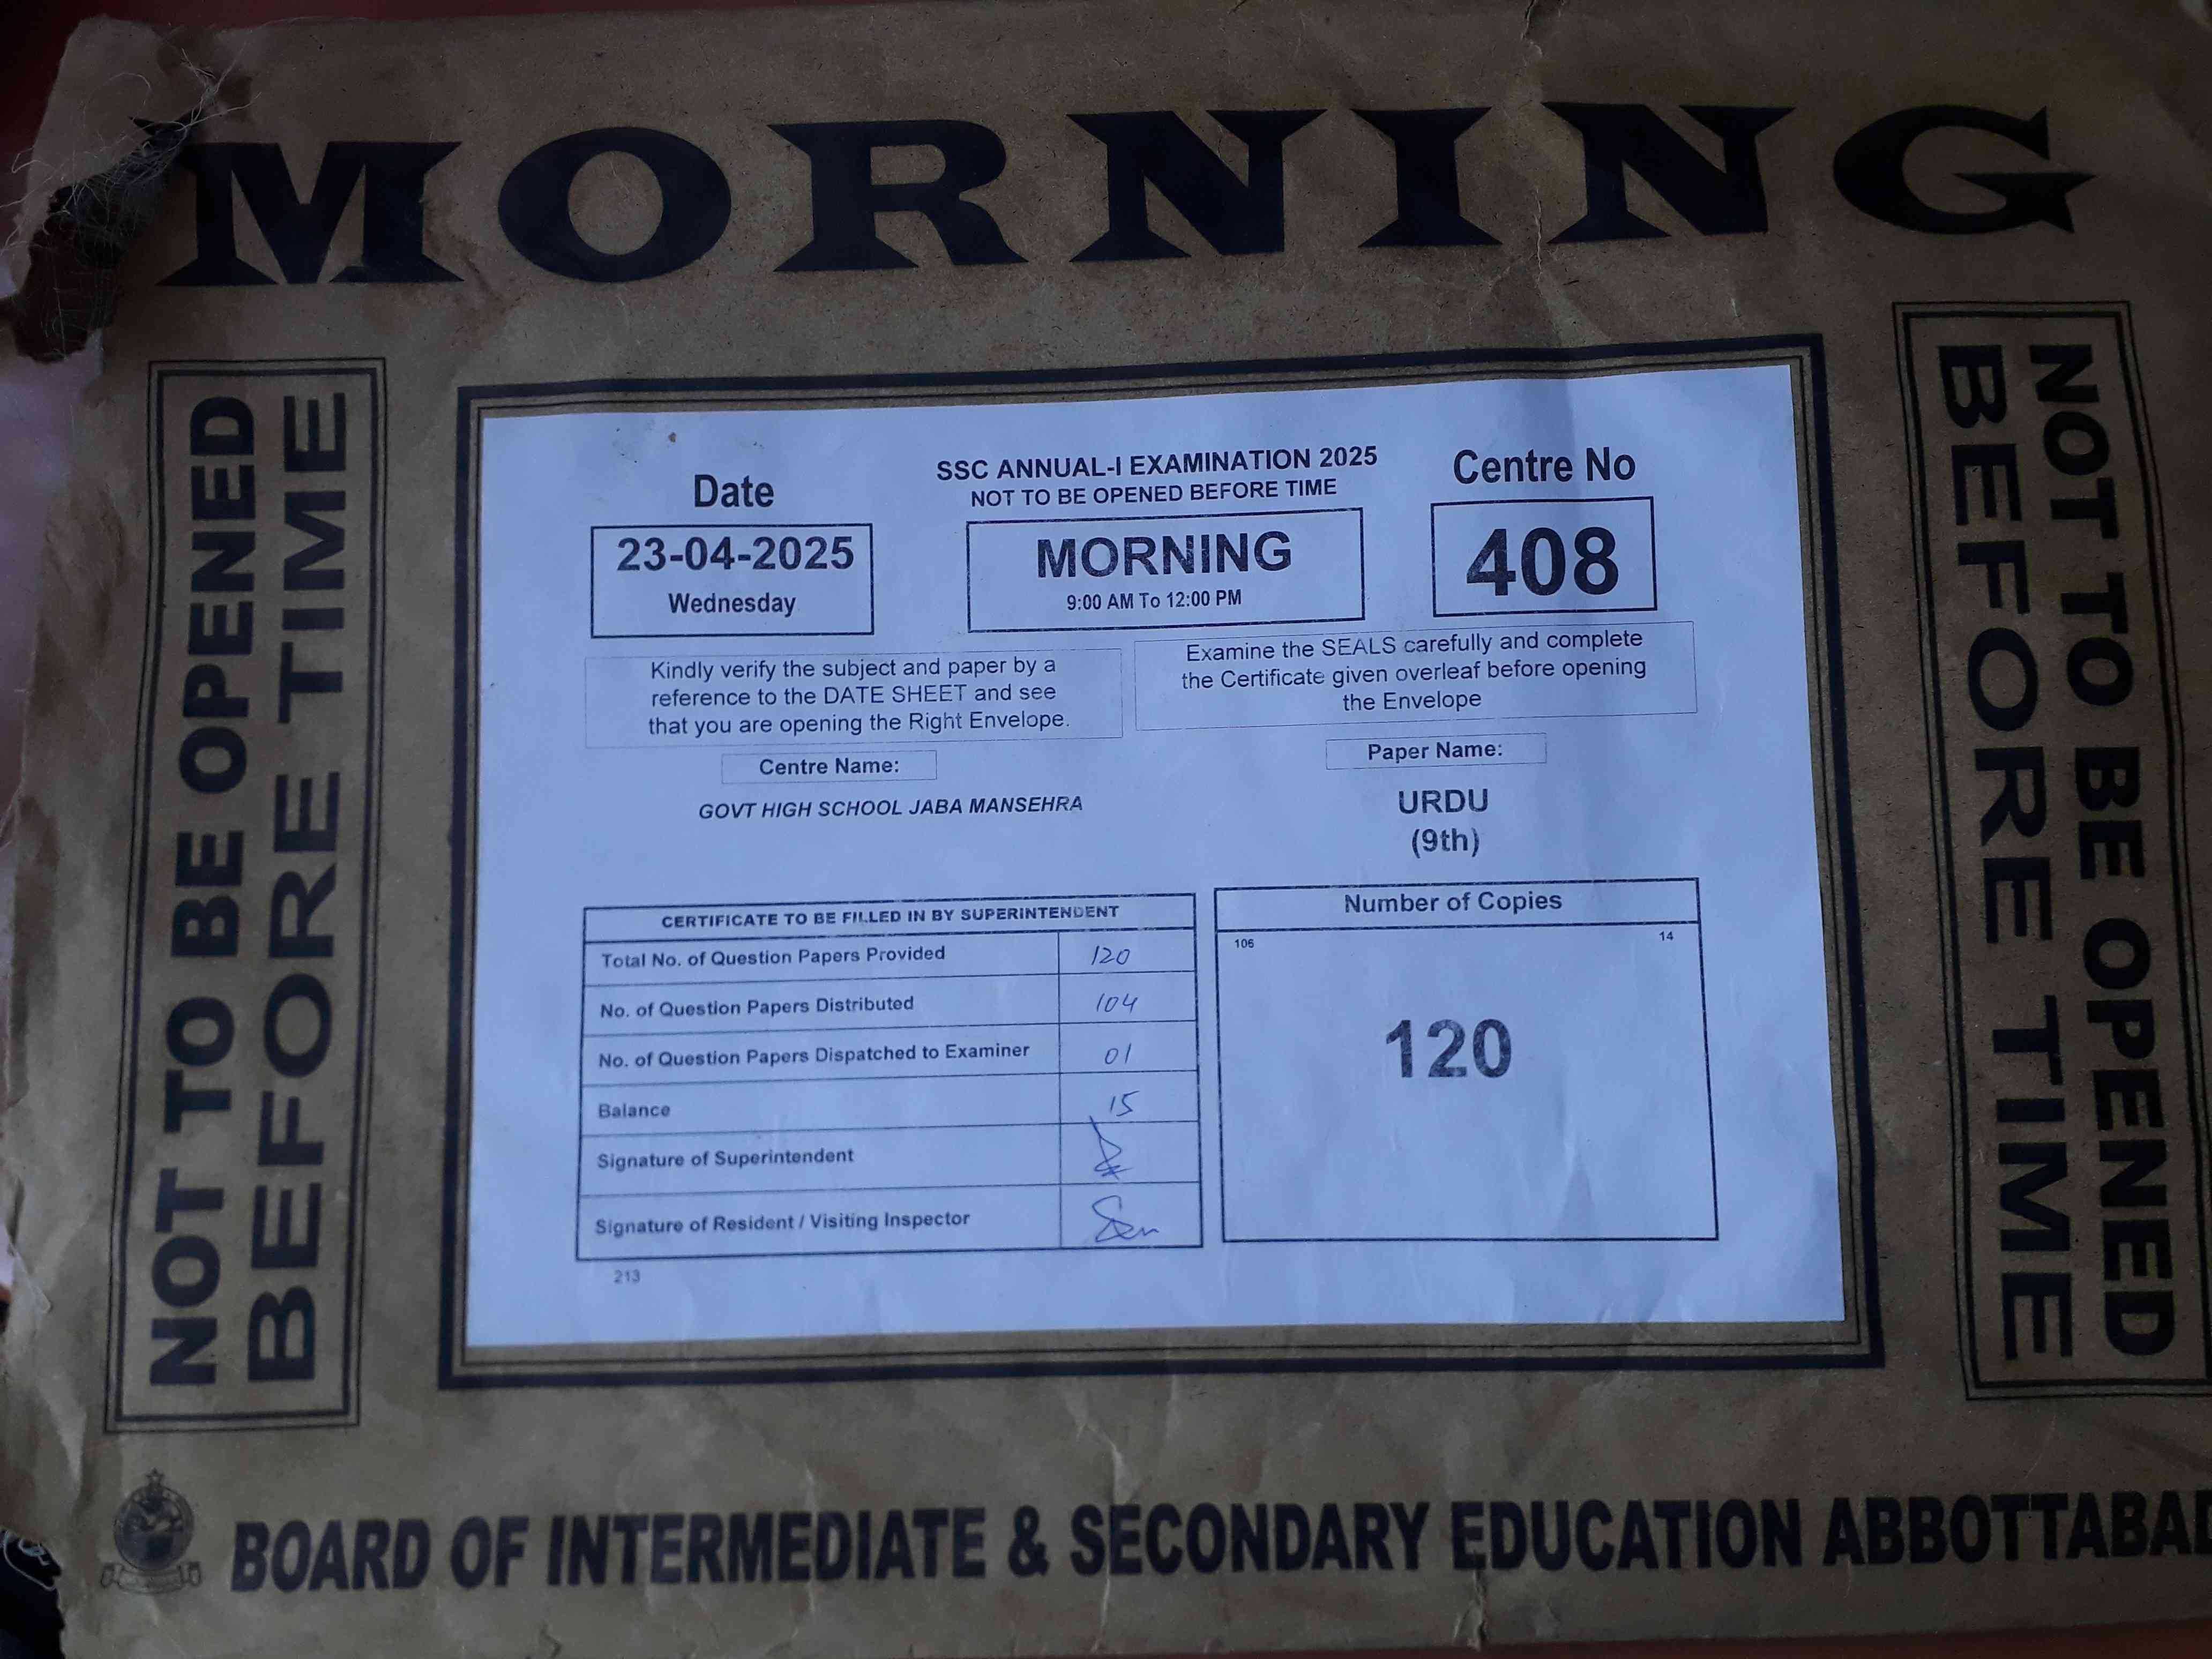 MORNING
NOT TO BE OPENED
BEFORE TIME
NOT TO BE OPENED
BEFORE TIME
SSC ANNUAL-I EXAMINATION 2025
NOT TO BE OPENED BEFORE TIME
Date
23-04-2025
Wednesday
MORNING
9:00 AM To 12:00 PM
Centre No
408
Kindly verify the subject and paper by a
reference to the DATE SHEET and see
that you are opening the Right Envelope.
Examine the SEALS carefully and complete
the Certificate given overleaf before opening
the Envelope
Centre Name:
GOVT HIGH SCHOOL JABA MANSEHRA
Paper Name:
URDU
(9th)
CERTIFICATE TO BE FILLED IN BY SUPERINTENDENT
Total No. of Question Papers Provided 120
No. of Question Papers Distributed 104
No. of Question Papers Dispatched to Examiner 01
Balance 15
Signature of Superintendent
Signature of Resident / Visiting Inspector
213
Number of Copies
106 14
120
BOARD OF INTERMEDIATE & SECONDARY EDUCATION ABBOTTABA